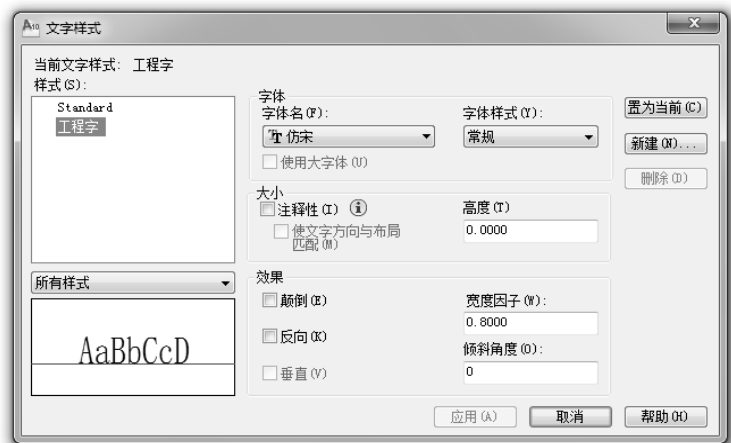 A10 文字样式
当前文字样式: 工程字
样式(S):
Standard
工程字
所有样式
AaBbCcD
字体
字体名(F):
仿宋
使用大字体(U)
字体样式(Y):
常规
大小
注释性(I)
使文字方向与布局
匹配(M)
高度(T)
0.0000
效果
颠倒(E)
反向(K)
垂直(V)
宽度因子(W):
0.8000
倾斜角度(O):
0
置为当前(C)
新建(N)...
删除(D)
应用(A)
取消
帮助(H)